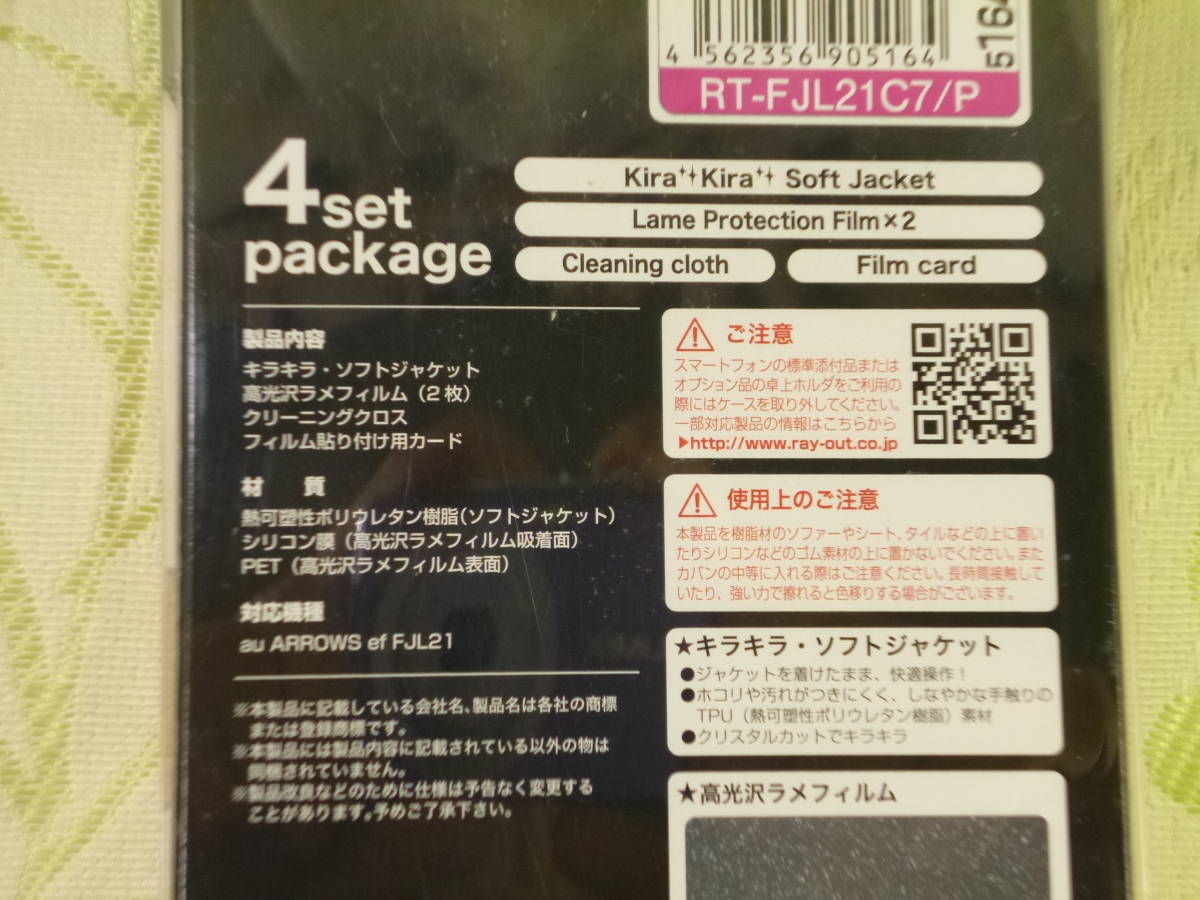 4 562356 905164
5164
RT-FJL21C7/P
4set
package
Kira Kira Soft Jacket
Lame Protection Film×2
Cleaning cloth
Film card
製品内容
キラキラ・ソフトジャケット
高光沢ラメフィルム（2枚）
クリーニングクロス
フィルム貼り付け用カード
材 質
熱可塑性ポリウレタン樹脂（ソフトジャケット）
シリコン膜（高光沢ラメフィルム吸着面）
PET（高光沢ラメフィルム表面）
対応機種
au ARROWS ef FJL21
※本製品に記載している会社名、製品名は各社の商標
または登録商標です。
※本製品には製品内容に記載されている以外の物は
同梱されていません。
※製品改良などのために仕様は予告なく変更する
ことがあります。予めご了承下さい。
ご注意
スマートフォンの標準添付品または
オプション品の卓上ホルダをご利用の
際にはケースを取り外してください。
一部対応製品の情報はこちらから
▶http://www.ray-out.co.jp
使用上のご注意
本製品を樹脂材のソファーやシート、タイルなどの上に置い
たりシリコンなどのゴム素材の上に置かないでください。また
カバンの中等に入れる際はご注意ください。長時間接触して
いたり、強い力で擦れると色移りする場合がございます。
★キラキラ・ソフトジャケット
●ジャケットを着けたまま、快適操作！
●ホコリや汚れがつきにくく、しなやかな手触りの
TPU（熱可塑性ポリウレタン樹脂）素材
●クリスタルカットでキラキラ
★高光沢ラメフィルム